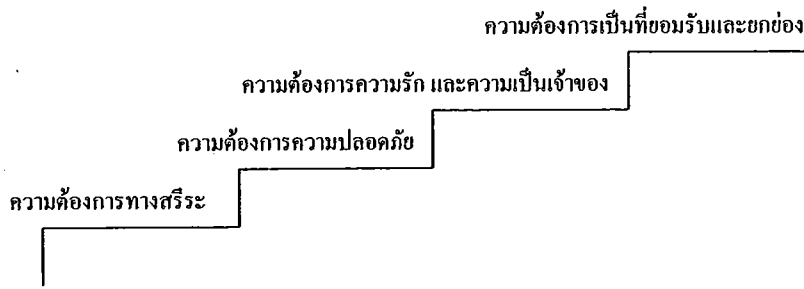 ความต้องการเป็นที่ยอมรับและยกย่อง
ความต้องการความรัก และความเป็นเจ้าของ
ความต้องการความปลอดภัย
ความต้องการทางสรีระ